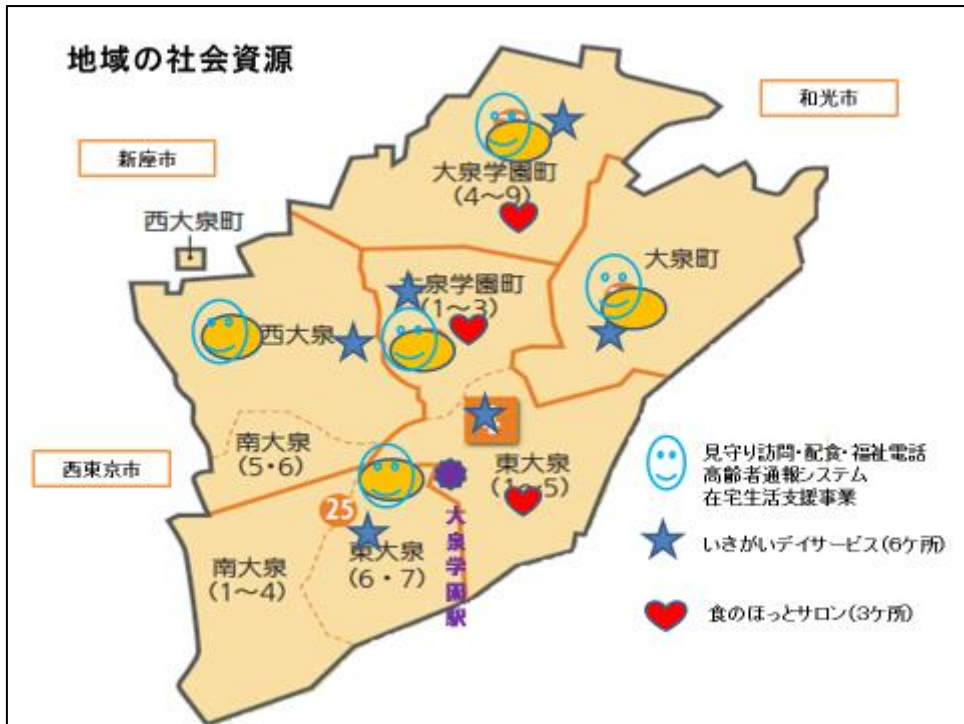 地域の社会資源
和光市
新座市
大泉学園町
(4～9)
西大泉町
大泉町
大泉学園町
(1～3)
西大泉
南大泉
(5・6)
西東京市
東大泉
(1～5)
25
大泉学園駅
東大泉
(6・7)
南大泉
(1～4)
見守り訪問・配食・福祉電話
高齢者通報システム
在宅生活支援事業
いきがいデイサービス(6ケ所)
食のほっとサロン(3ケ所)